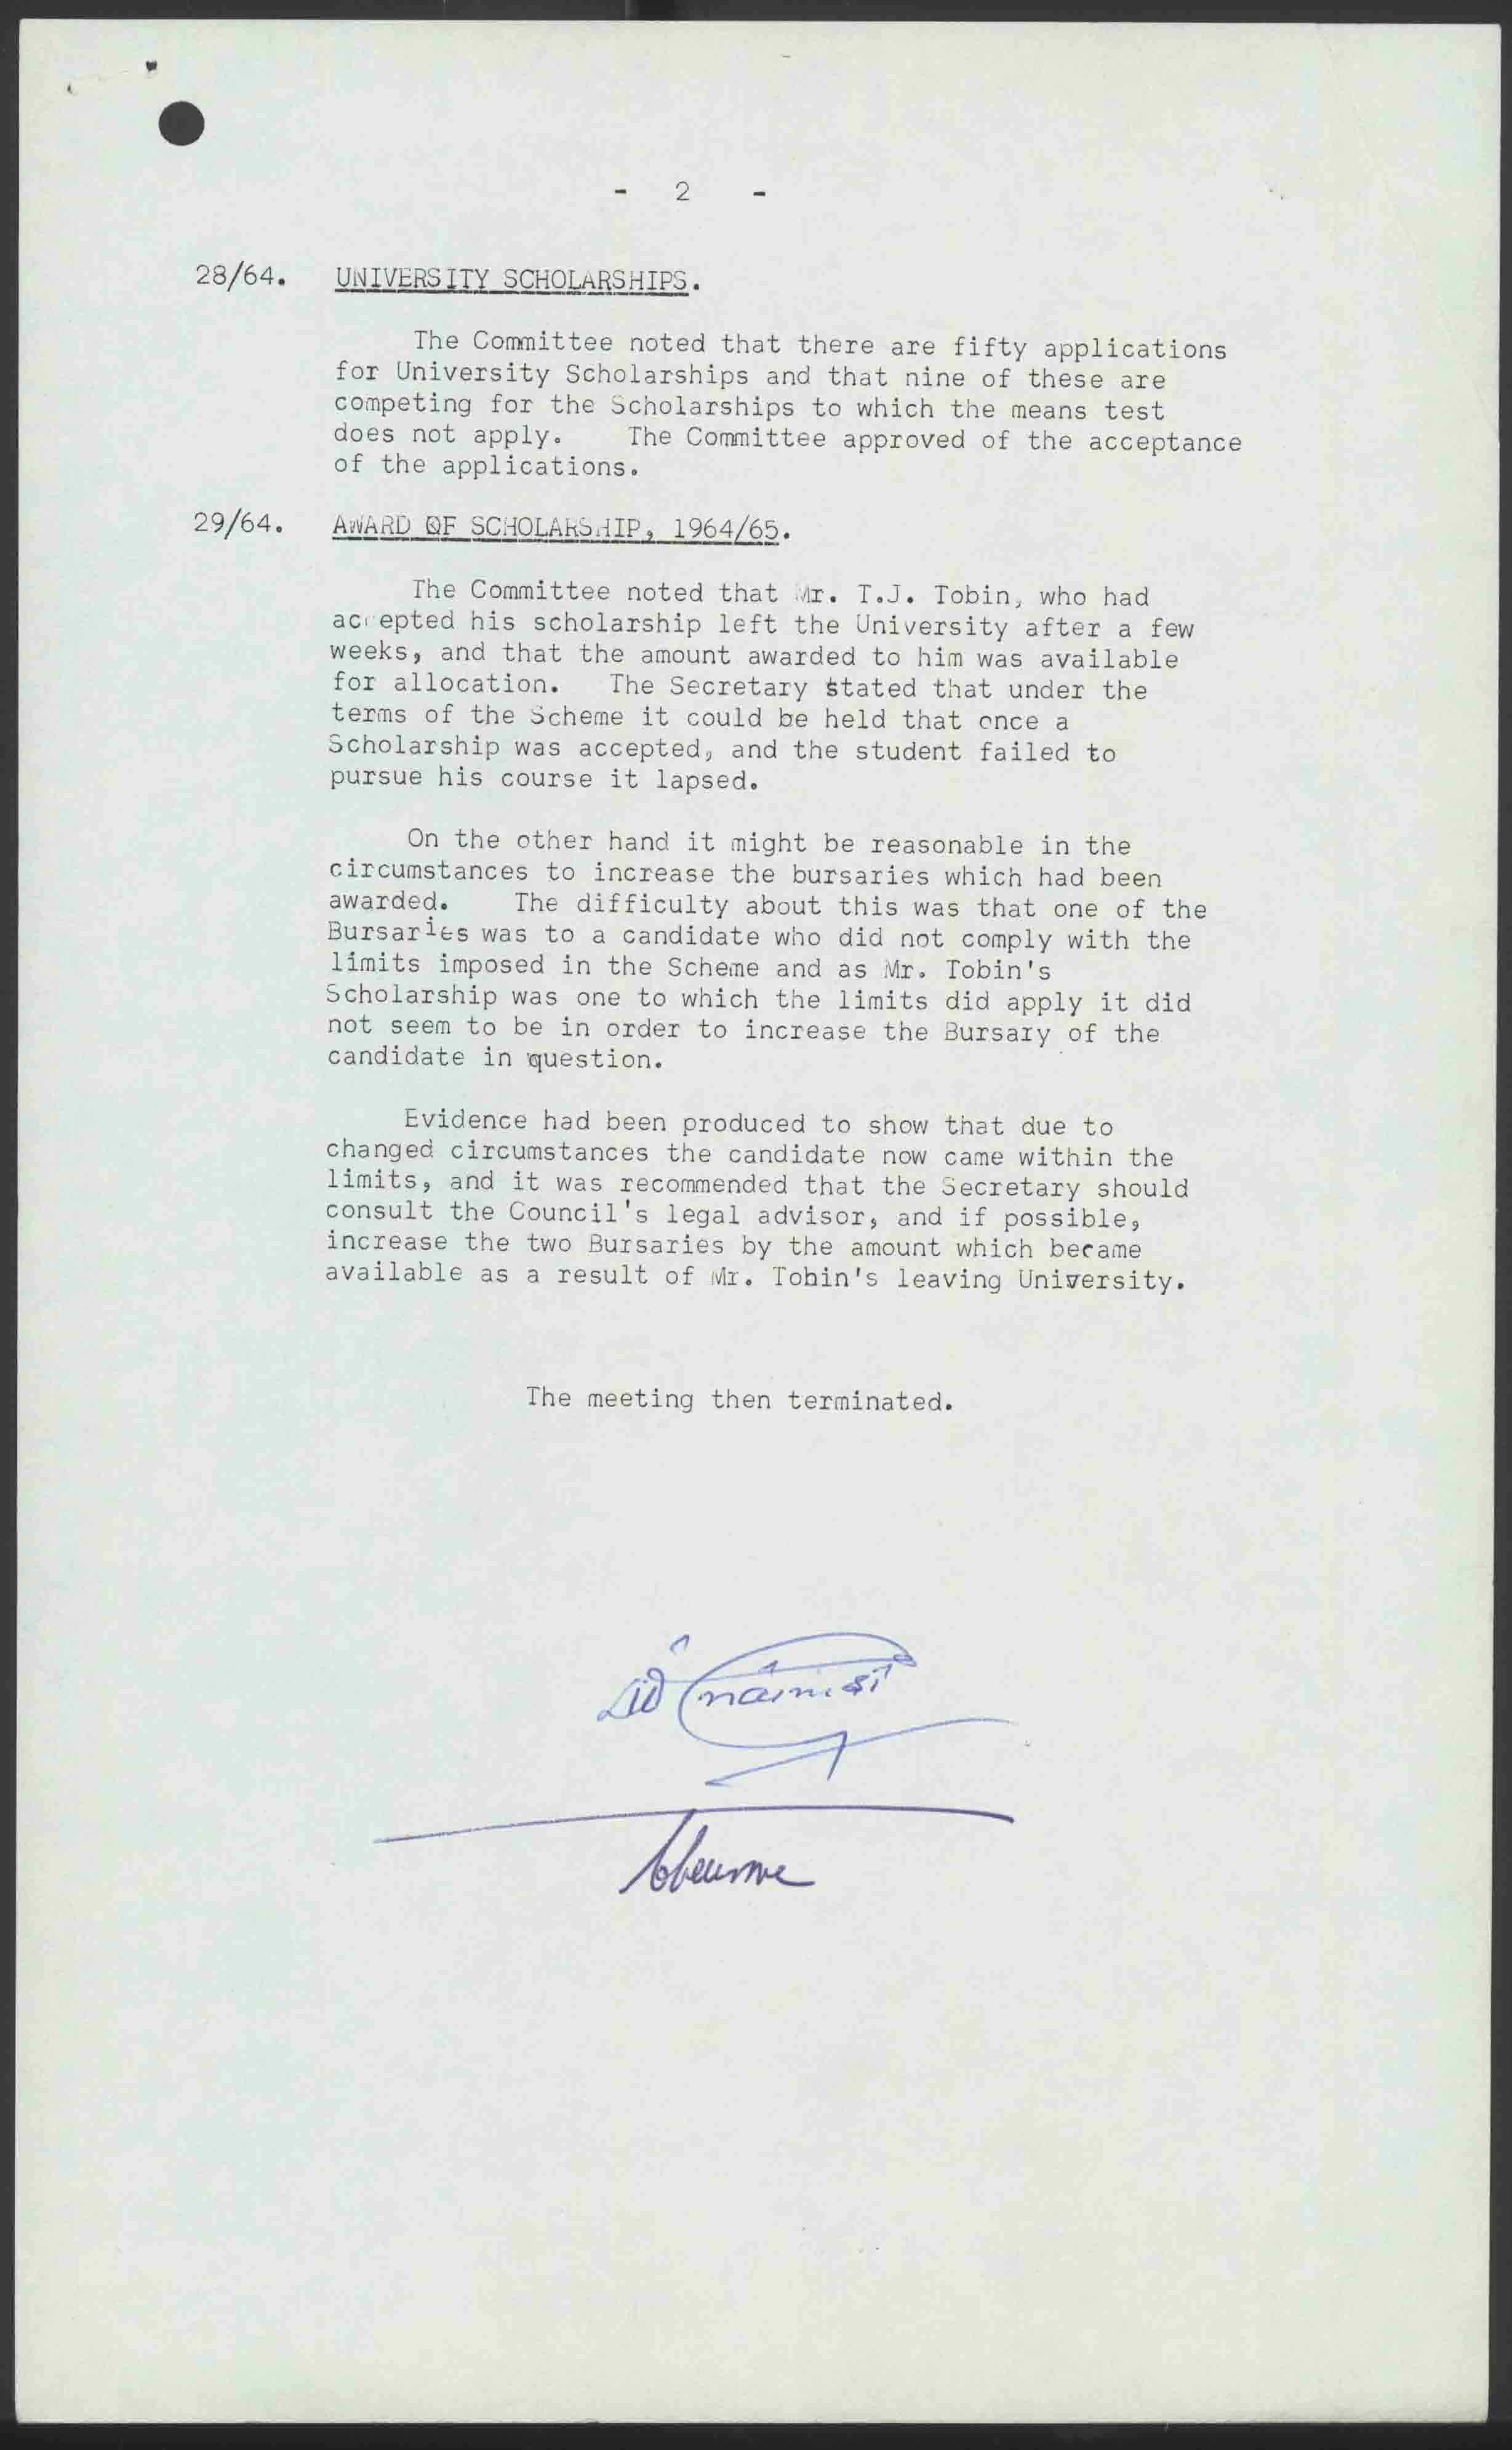 - 2 -
28/64. UNIVERSITY SCHOLARSHIPS.
The Committee noted that there are fifty applications
for University Scholarships and that nine of these are
competing for the Scholarships to which the means test
does not apply. The Committee approved of the acceptance
of the applications.
29/64. AWARD OF SCHOLARSHIP, 1964/65.
The Committee noted that Mr. T.J. Tobin, who had
accepted his scholarship left the University after a few
weeks, and that the amount awarded to him was available
for allocation. The Secretary stated that under the
terms of the Scheme it could be held that once a
Scholarship was accepted, and the student failed to
pursue his course it lapsed.
On the other hand it might be reasonable in the
circumstances to increase the bursaries which had been
awarded. The difficulty about this was that one of the
Bursaries was to a candidate who did not comply with the
limits imposed in the Scheme and as Mr. Tobin's
Scholarship was one to which the limits did apply it did
not seem to be in order to increase the Bursary of the
candidate in question.
Evidence had been produced to show that due to
changed circumstances the candidate now came within the
limits, and it was recommended that the Secretary should
consult the Council's legal advisor, and if possible,
increase the two Bursaries by the amount which became
available as a result of Mr. Tobin's leaving University.
The meeting then terminated.